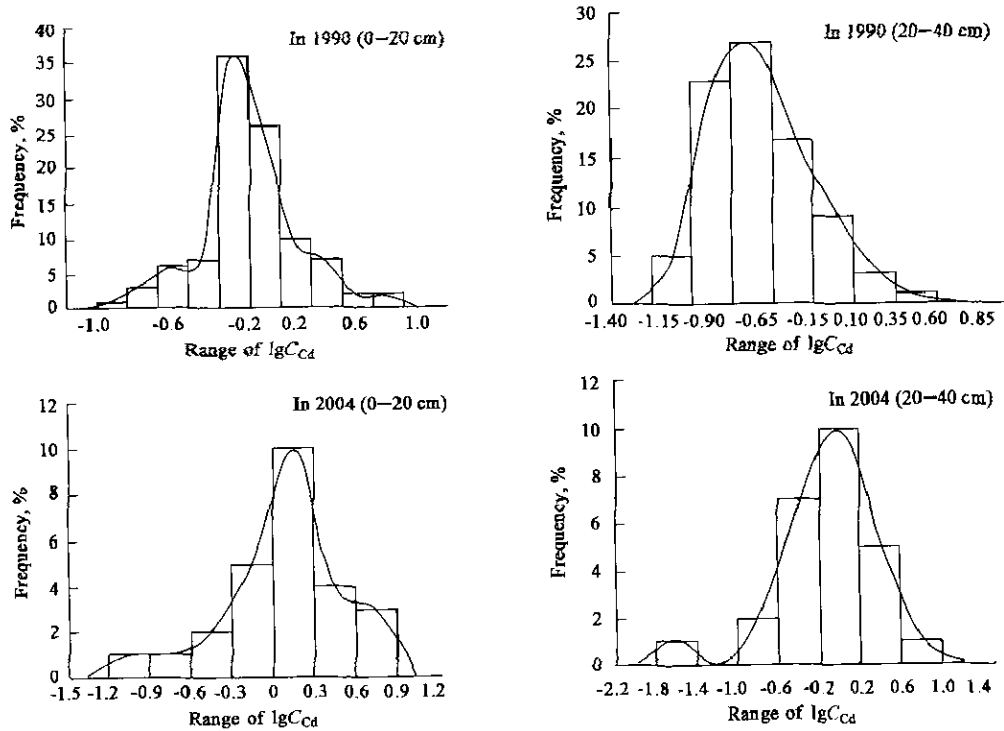 In 1990 (0–20 cm)
40
35
30
25
20
15
10
5
0
Frequency, %
-1.0 -0.6 -0.2 0.2 0.6 1.0
Range of lgCCd
In 1990 (20–40 cm)
30
25
20
15
10
5
0
Frequency, %
-1.40 -1.15 -0.90 -0.65 -0.15 0.10 0.35 0.60 0.85
Range of lgCCd
In 2004 (0–20 cm)
12
10
8
6
4
2
0
Frequency, %
-1.5 -1.2 -0.9 -0.6 -0.3 0 0.3 0.6 0.9 1.2
Range of lgCCd
In 2004 (20–40 cm)
12
10
8
6
4
2
0
Frequency, %
-2.2 -1.8 -1.4 -1.0 -0.6 -0.2 0.2 0.6 1.0 1.4
Range of lgCCd